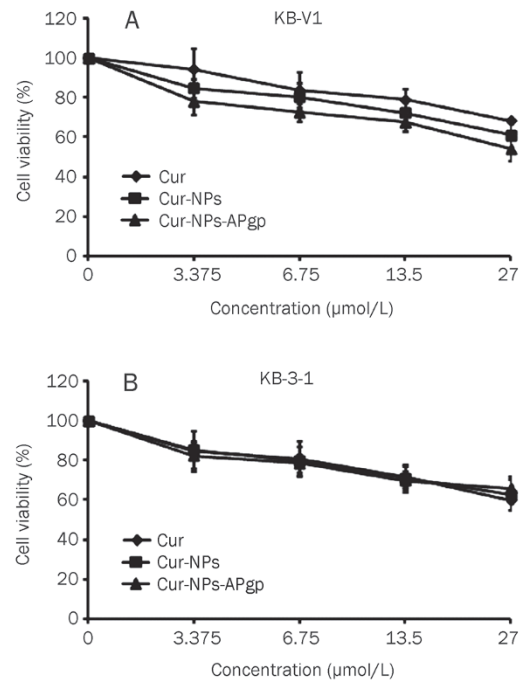 A
KB-V1
120
100
80
60
40
20
0
Cell viability (%)
Cur
Cur-NPs
Cur-NPs-APgp
0 3.375 6.75 13.5 27
Concentration (µmol/L)
B
KB-3-1
120
100
80
60
40
20
0
Cell viability (%)
Cur
Cur-NPs
Cur-NPs-APgp
0 3.375 6.75 13.5 27
Concentration (µmol/L)